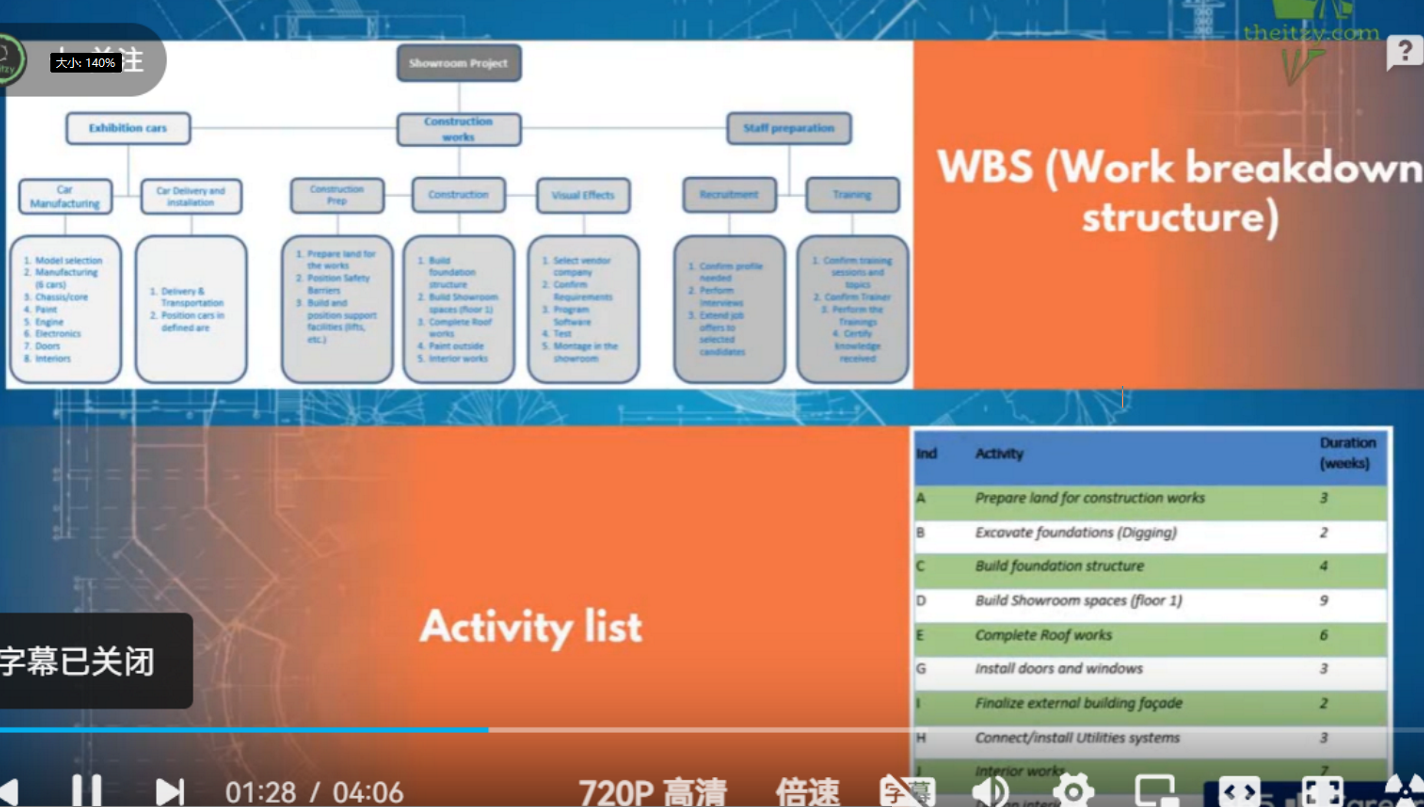 theitzy.com
关注
大小: 140%
?
Showroom Project
Exhibition cars
Construction
works
Staff preparation
Car
Manufacturing
Car Delivery and
installation
Construction
Prep
Construction
Visual Effects
Recruitment
Training
1. Model selection
2. Manufacturing
(6 cars)
3. Chassis/core
4. Paint
5. Engine
6. Electronics
7. Doors
8. Interiors
1. Delivery &
Transportation
2. Position cars in
defined are
1. Prepare land for
the works
2. Position Safety
Barriers
3. Build and
position support
facilities (lifts,
etc.)
1. Build
foundation
structure
2. Build Showroom
spaces (floor 1)
3. Complete Roof
works
4. Paint outside
5. Interior works
1. Select vendor
company
2. Confirm
Requirements
3. Program
Software
4. Test
5. Montage in the
showroom
1. Confirm profile
needed
2. Perform
Interviews
3. Extend job
offers to
selected
candidates
1. Confirm training
sessions and
topics
2. Confirm Trainer
3. Perform the
Trainings
4. Certify
knowledge
received
WBS (Work breakdown
structure)
Activity list
Ind Activity Duration
(weeks)
A Prepare land for construction works 3
B Excavate foundations (Digging) 2
C Build foundation structure 4
D Build Showroom spaces (floor 1) 9
E Complete Roof works 6
G Install doors and windows 3
I Finalize external building façade 2
H Connect/install Utilities systems 3
J Interior works 7
字幕已关闭
01:28 / 04:06
720P 高清
倍速
字幕